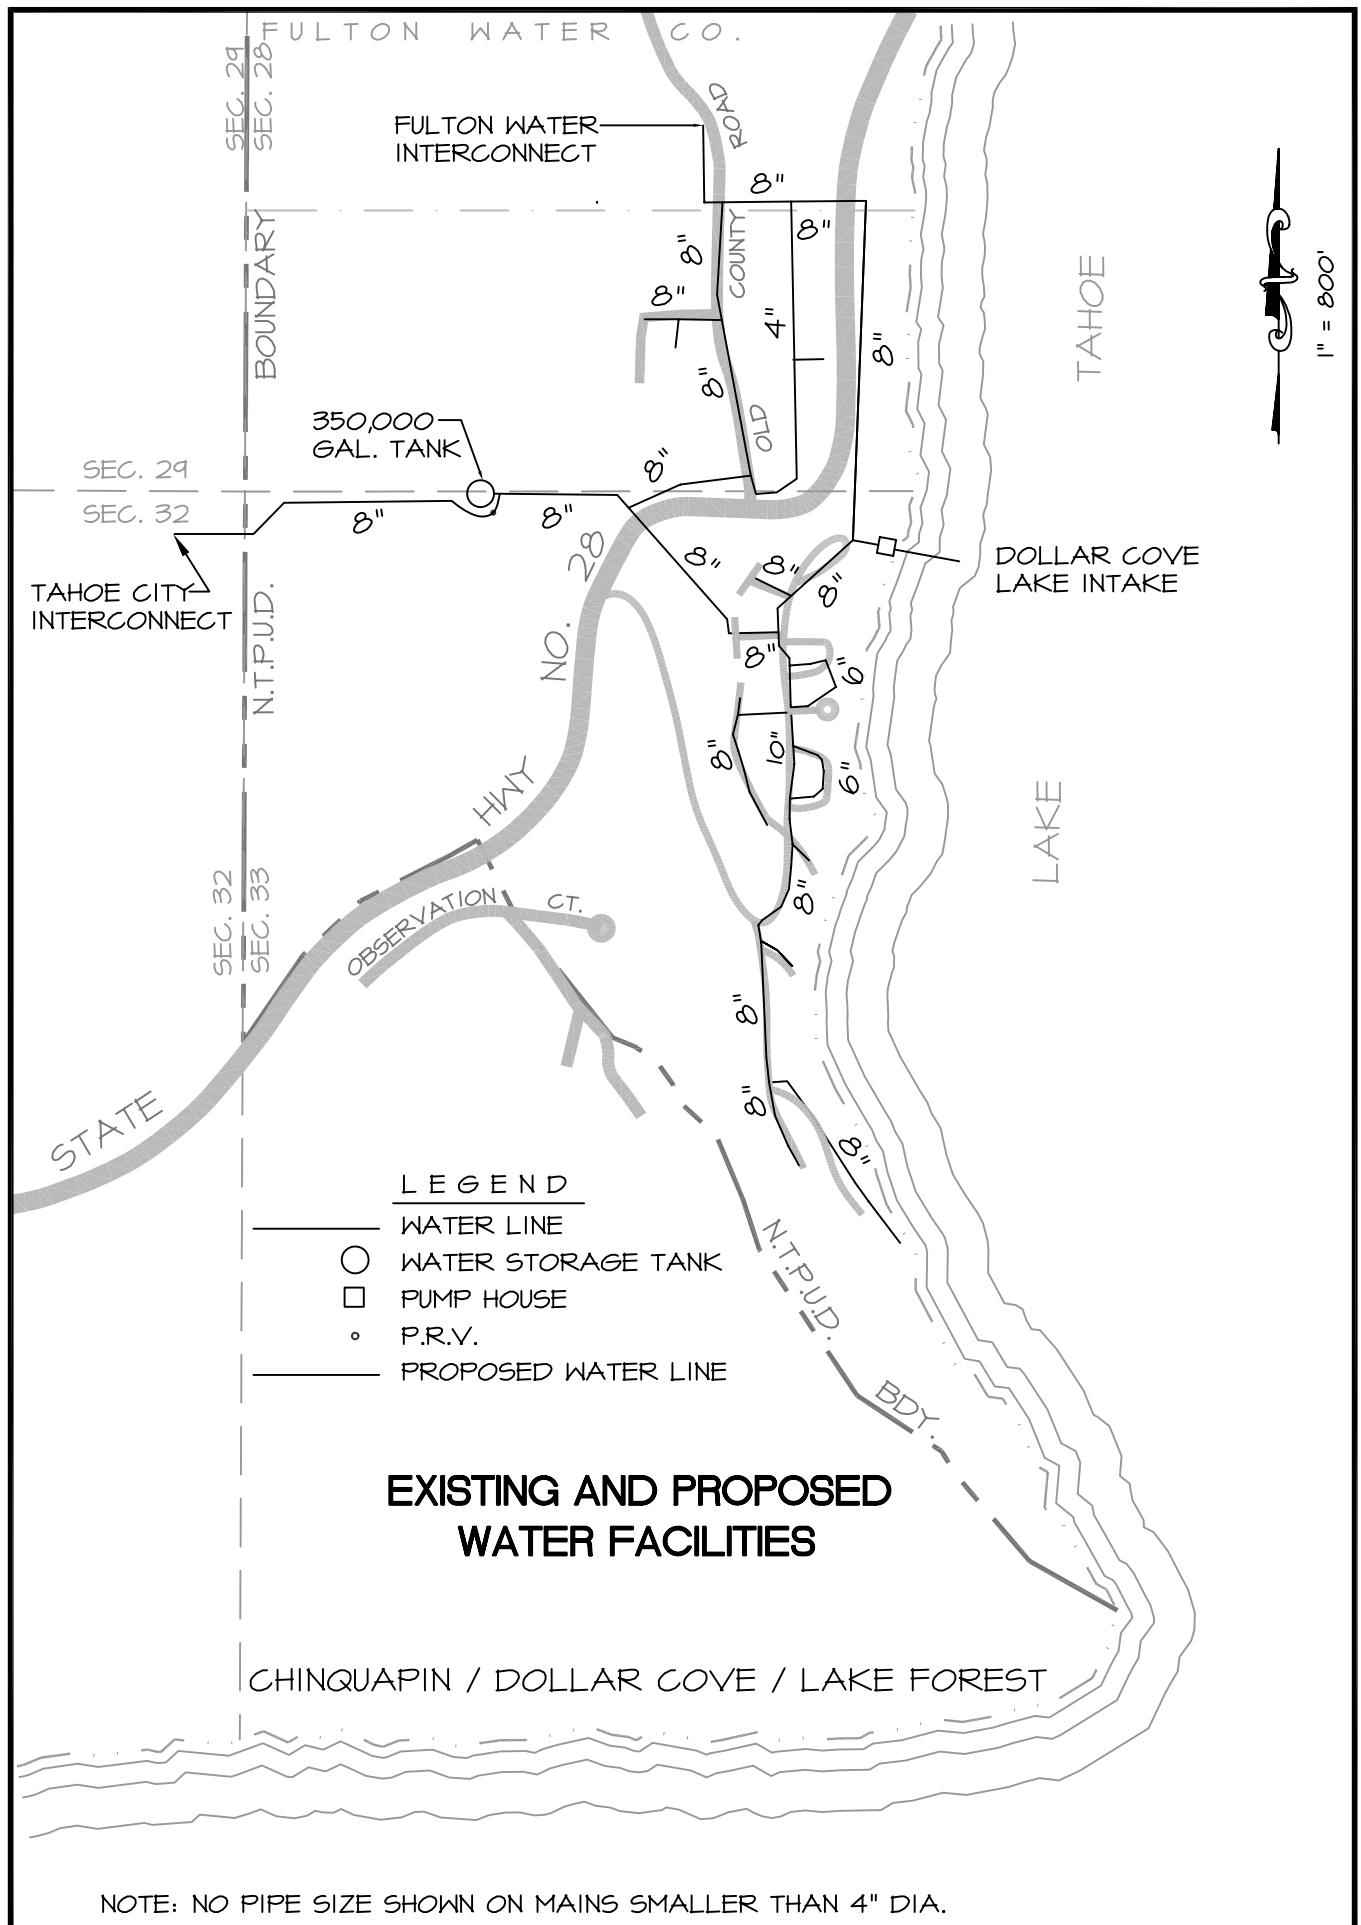 FULTON WATER CO.
SEC. 29
SEC. 28
ROAD
FULTON WATER
INTERCONNECT
8"
8"
BOUNDARY
8"
COUNTY
TAHOE
1" = 800'
8"
4"
8"
8"
OLD
350,000
GAL. TANK
8"
SEC. 29
SEC. 32
8"
8"
28
8"
8"
8"
DOLLAR COVE
LAKE INTAKE
TAHOE CITY
INTERCONNECT
N.T.P.U.D.
NO.
8"
6"
8"
10"
6"
HWY
LAKE
SEC. 32
SEC. 33
OBSERVATION CT.
8"
8"
8"
8"
STATE
LEGEND
WATER LINE
WATER STORAGE TANK
PUMP HOUSE
P.R.V.
PROPOSED WATER LINE
N.T.P.U.D.
BDY.
EXISTING AND PROPOSED
WATER FACILITIES
CHINQUAPIN / DOLLAR COVE / LAKE FOREST
NOTE: NO PIPE SIZE SHOWN ON MAINS SMALLER THAN 4" DIA.